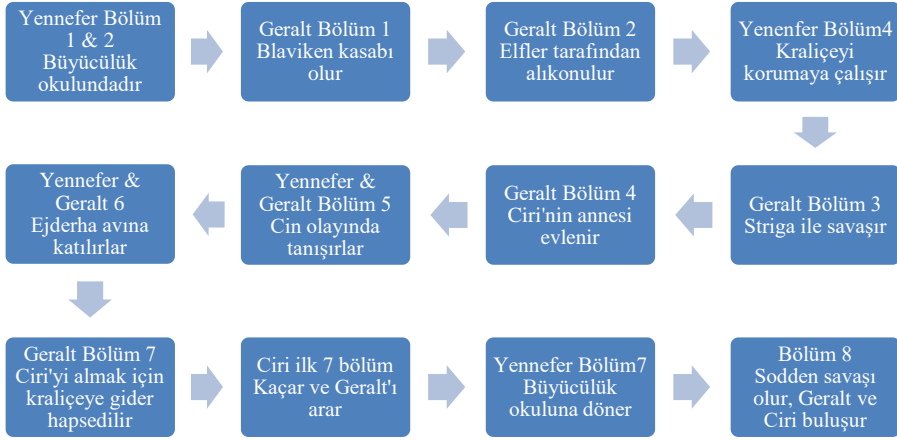 Yennefer Bölüm
1 & 2
Büyücülük
okulundadır
Geralt Bölüm 1
Blaviken kasabı
olur
Geralt Bölüm 2
Elfler tarafından
alıkonulur
Yenenfer Bölüm4
Kraliçeyi
korumaya çalışır
Geralt Bölüm 3
Striga ile savaşır
Geralt Bölüm 4
Ciri'nin annesi
evlenir
Yennefer &
Geralt Bölüm 5
Cin olayında
tanışırlar
Yennefer &
Geralt 6
Ejderha avına
katılırlar
Geralt Bölüm 7
Ciri'yi almak için
kraliçeye gider
hapsedilir
Ciri ilk 7 bölüm
Kaçar ve Geralt'ı
arar
Yennefer Bölüm7
Büyücülük
okuluna döner
Bölüm 8
Sodden savaşı
olur, Geralt ve
Ciri buluşur